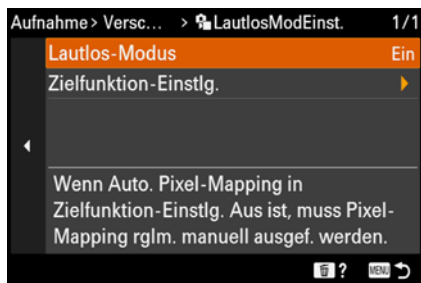 Aufnahme> Versc... > LautlosModEinst. 1/1
Lautlos-Modus Ein
Zielfunktion-Einstlg.
Wenn Auto. Pixel-Mapping in
Zielfunktion-Einstlg. Aus ist, muss Pixel-
Mapping rglm. manuell ausgef. werden.
? MENU